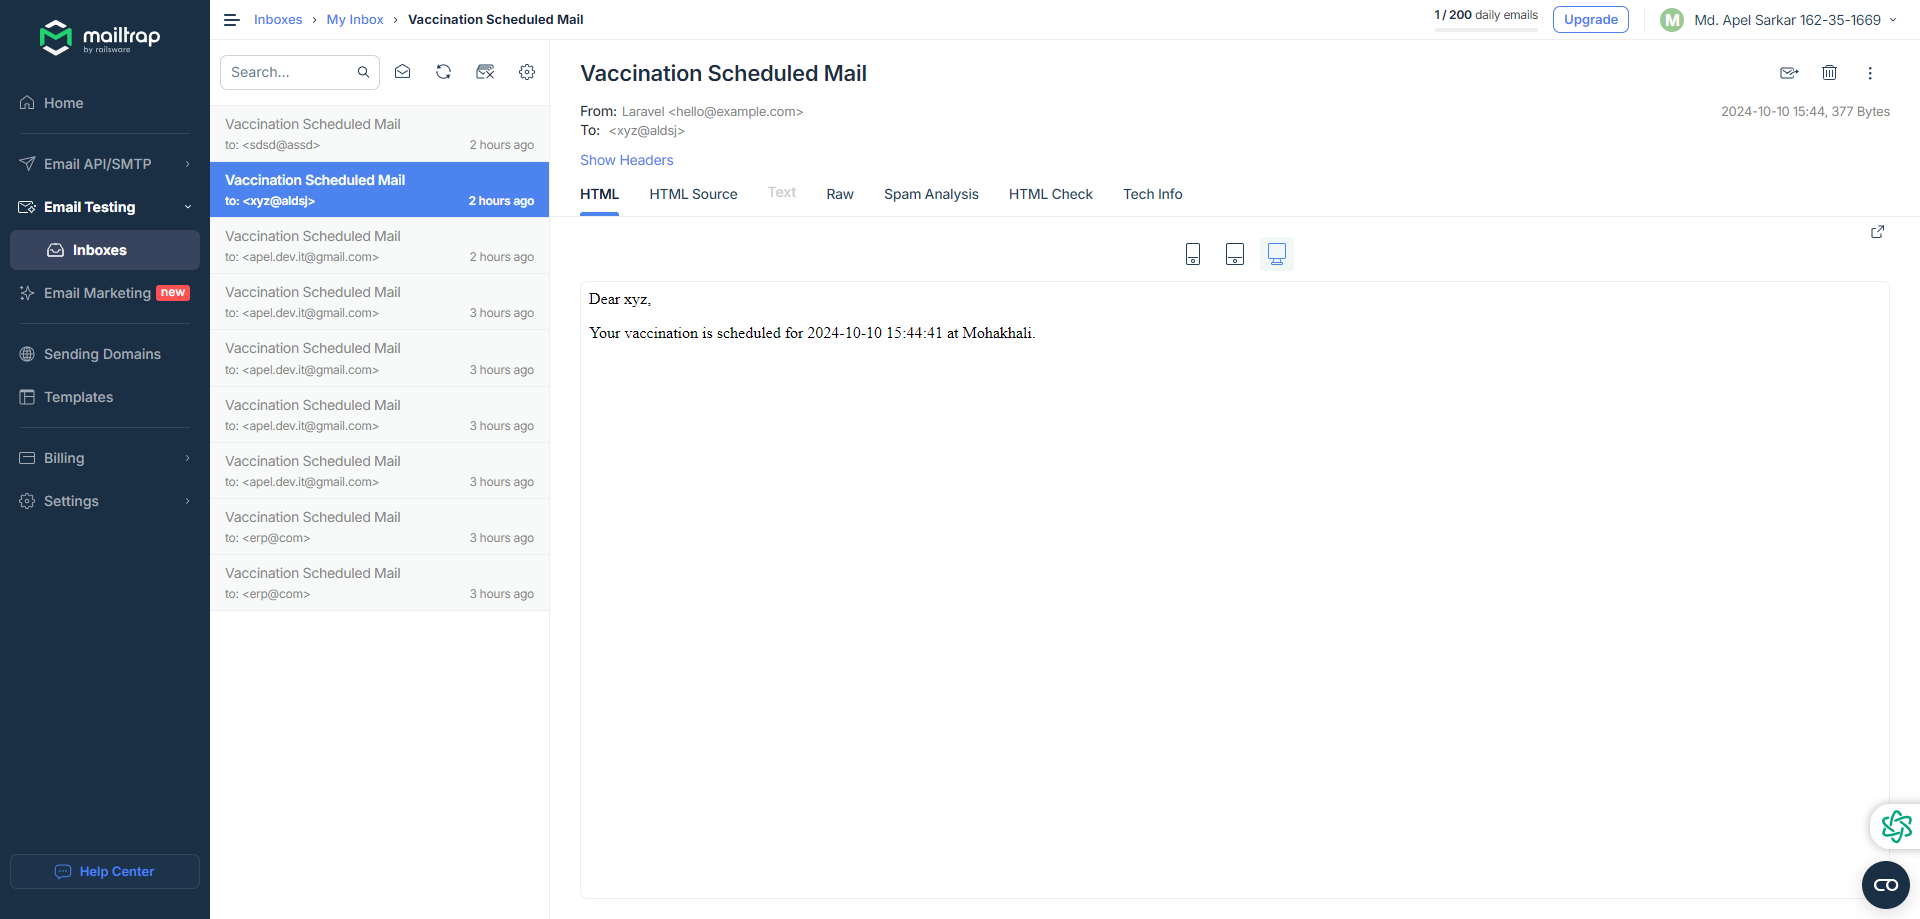 mailtrap
by railsware
Home
Email API/SMTP
Email Testing
Inboxes
Email Marketing new
Sending Domains
Templates
Billing
Settings
Help Center
Inboxes › My Inbox › Vaccination Scheduled Mail
1 / 200 daily emails
Upgrade
M Md. Apel Sarkar 162-35-1669
Search...
Vaccination Scheduled Mail
to: <sdsd@assd> 2 hours ago
Vaccination Scheduled Mail
to: <xyz@aldsj> 2 hours ago
Vaccination Scheduled Mail
to: <apel.dev.it@gmail.com> 2 hours ago
Vaccination Scheduled Mail
to: <apel.dev.it@gmail.com> 3 hours ago
Vaccination Scheduled Mail
to: <apel.dev.it@gmail.com> 3 hours ago
Vaccination Scheduled Mail
to: <apel.dev.it@gmail.com> 3 hours ago
Vaccination Scheduled Mail
to: <apel.dev.it@gmail.com> 3 hours ago
Vaccination Scheduled Mail
to: <erp@com> 3 hours ago
Vaccination Scheduled Mail
to: <erp@com> 3 hours ago
Vaccination Scheduled Mail
From: Laravel <hello@example.com>
2024-10-10 15:44, 377 Bytes
To: <xyz@aldsj>
Show Headers
HTML HTML Source Text Raw Spam Analysis HTML Check Tech Info
Dear xyz,
Your vaccination is scheduled for 2024-10-10 15:44:41 at Mohakhali.